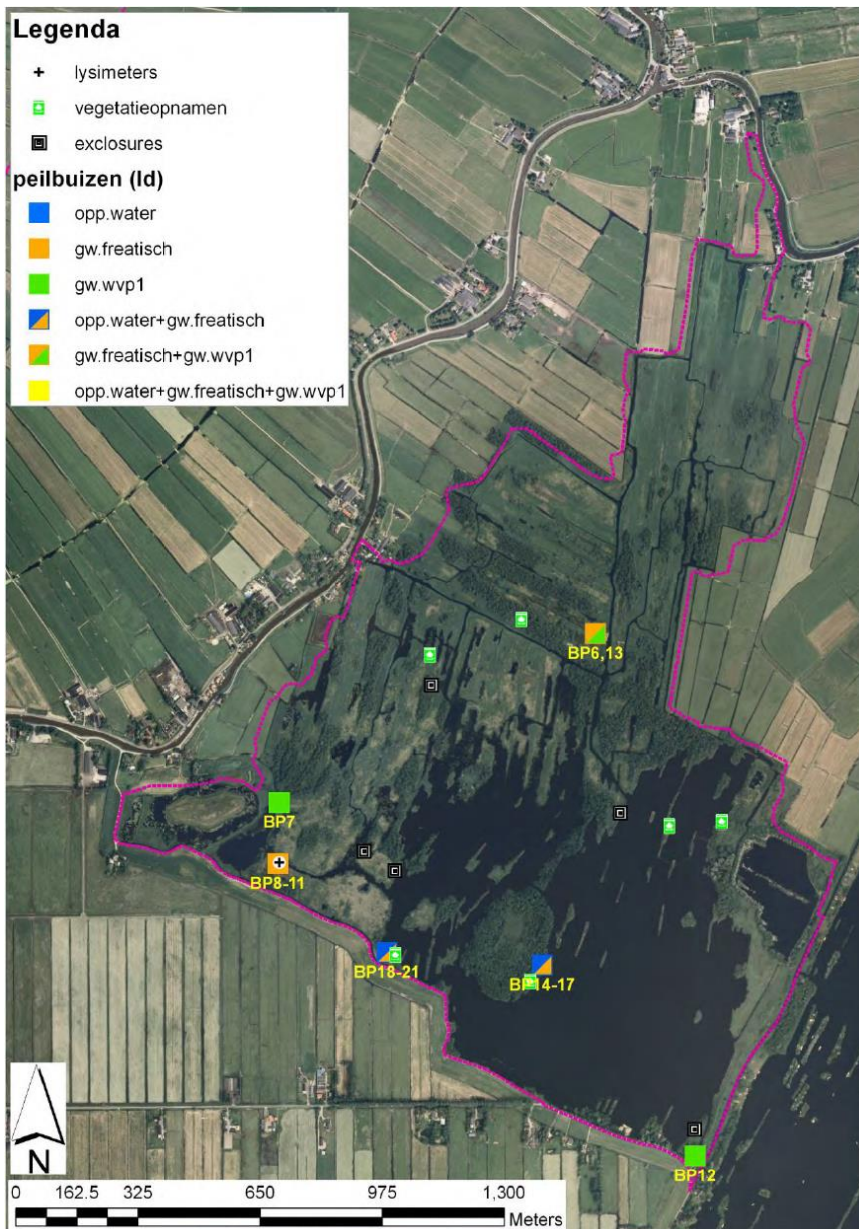 Legenda
lysimeters
vegetatieopnamen
exclosures
peilbuizen (Id)
opp.water
gw.freatisch
gw.wvp1
opp.water+gw.freatisch
gw.freatisch+gw.wvp1
opp.water+gw.freatisch+gw.wvp1
BP6,13
BP7
BP8-11
BP18-21
BP14-17
BP12
N
0 162.5 325 650 975 1,300
Meters